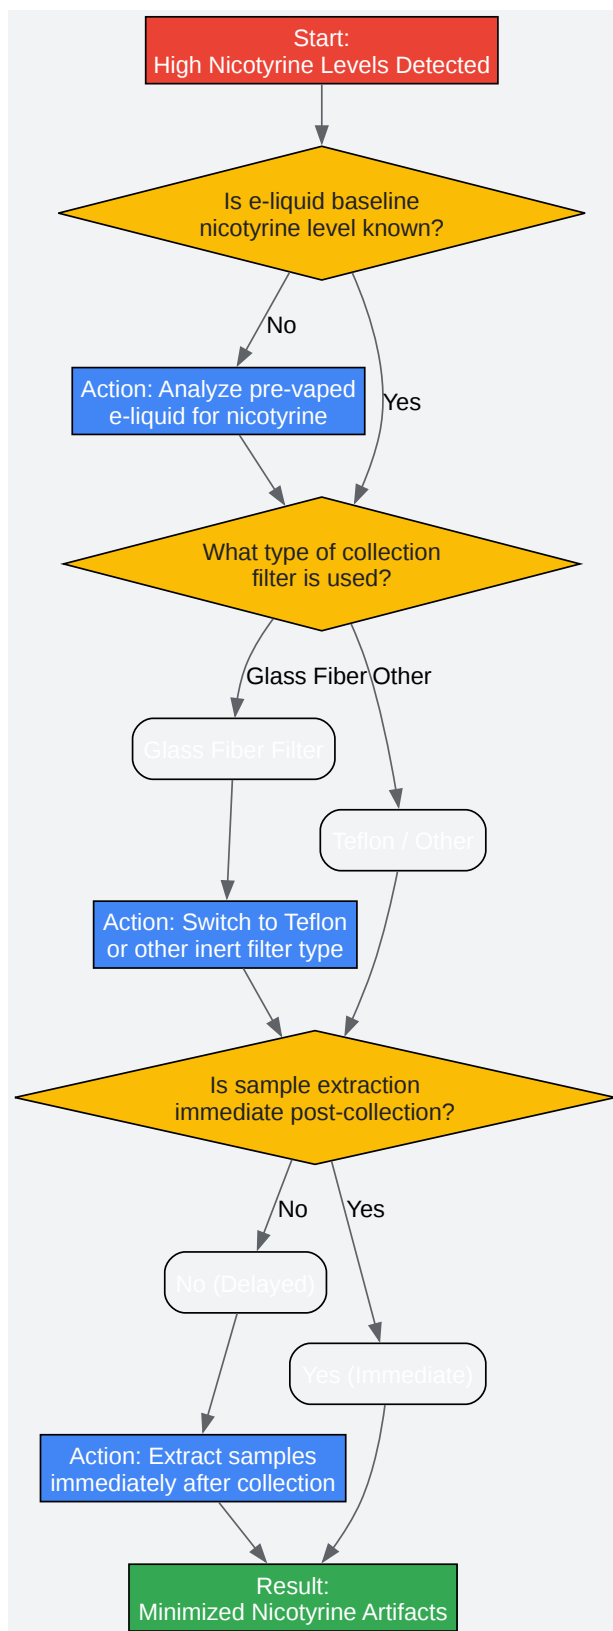 Start:
High Nicotyrine Levels Detected
Is e-liquid baseline
nicotyrine level known?
No
Yes
Action: Analyze pre-vaped
e-liquid for nicotyrine
What type of collection
filter is used?
Glass Fiber
Other
Glass Fiber Filter
Teflon / Other
Action: Switch to Teflon
or other inert filter type
Is sample extraction
immediate post-collection?
No
Yes
No (Delayed)
Yes (Immediate)
Action: Extract samples
immediately after collection
Result:
Minimized Nicotyrine Artifacts